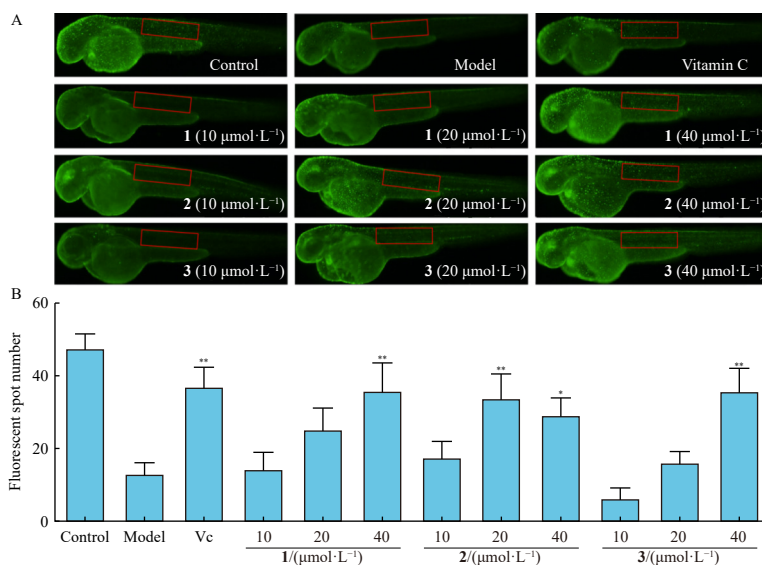 A
Control
Model
Vitamin C
1 (10 μmol·L⁻¹)
1 (20 μmol·L⁻¹)
1 (40 μmol·L⁻¹)
2 (10 μmol·L⁻¹)
2 (20 μmol·L⁻¹)
2 (40 μmol·L⁻¹)
3 (10 μmol·L⁻¹)
3 (20 μmol·L⁻¹)
3 (40 μmol·L⁻¹)
B
Fluorescent spot number
60
40
20
0
** ** ** * **
Control Model Vc 10 20 40 10 20 40 10 20 40
1/(μmol·L⁻¹) 2/(μmol·L⁻¹) 3/(μmol·L⁻¹)